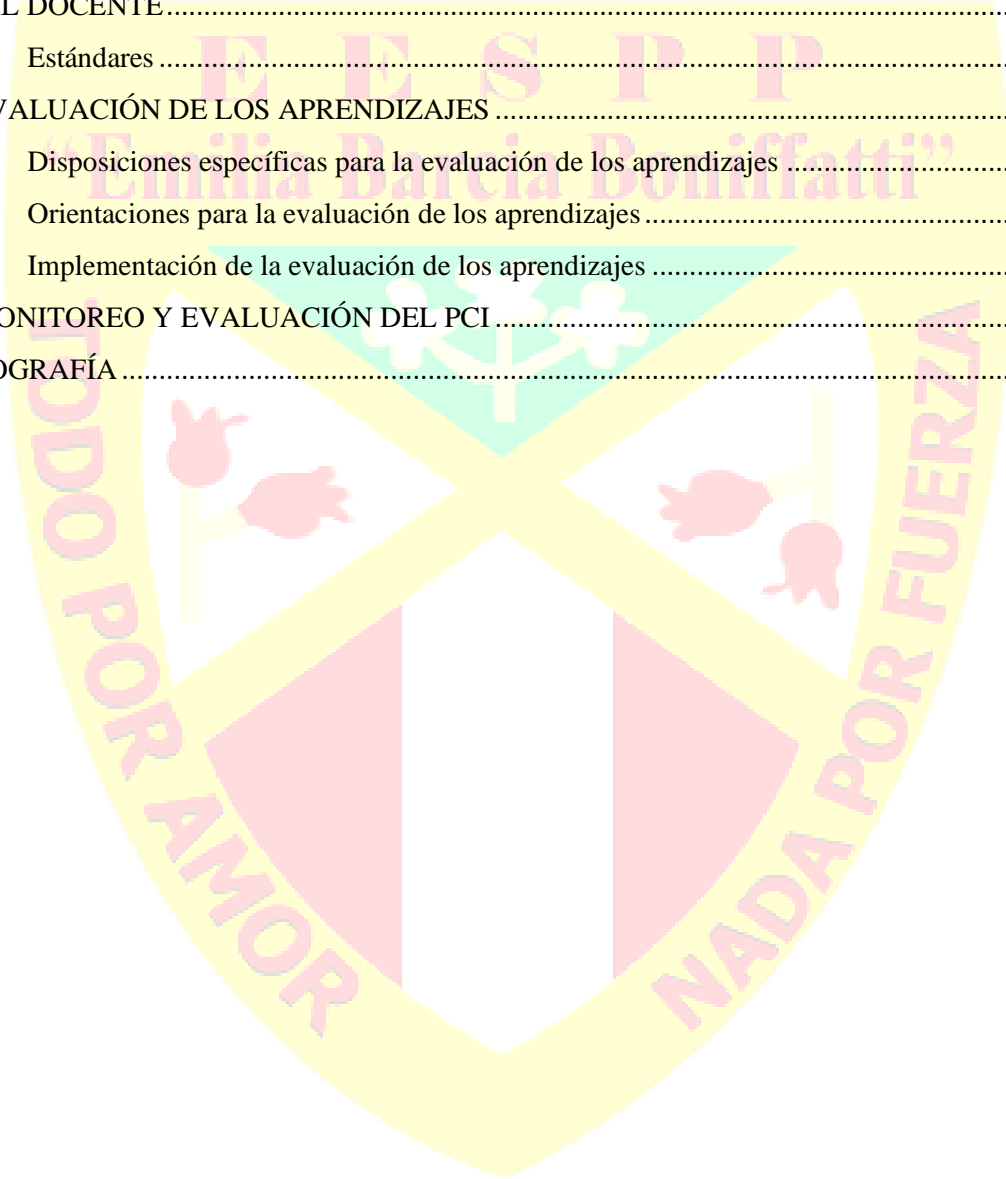 L DOCENTE
E E S P P
Estándares
VALUACIÓN DE LOS APRENDIZAJES
“Emilia Barcia Boniffatti”
Disposiciones específicas para la evaluación de los aprendizajes
Orientaciones para la evaluación de los aprendizajes
Implementación de la evaluación de los aprendizajes
ONITOREO Y EVALUACIÓN DEL PCI
OGRAFÍA
TODO POR AMOR
NADA POR FUERZA